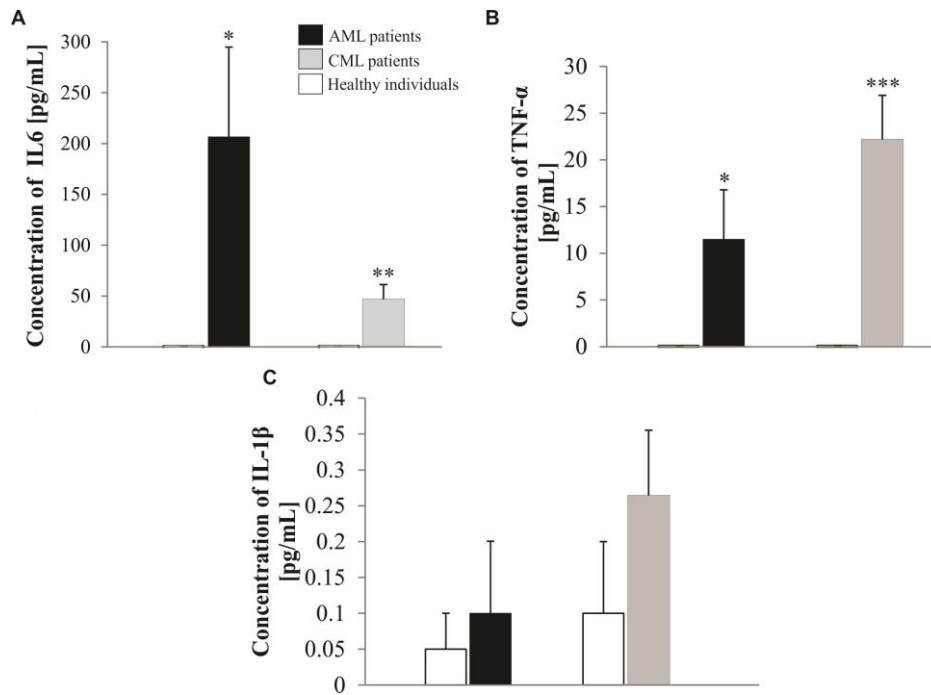 A
Concentration of IL6 [pg/mL]
300
250
200
150
100
50
0
*
**
AML patients
CML patients
Healthy individuals
B
Concentration of TNF-α
[pg/mL]
30
25
20
15
10
5
0
*
***
C
Concentration of IL-1β
[pg/mL]
0.4
0.35
0.3
0.25
0.2
0.15
0.1
0.05
0